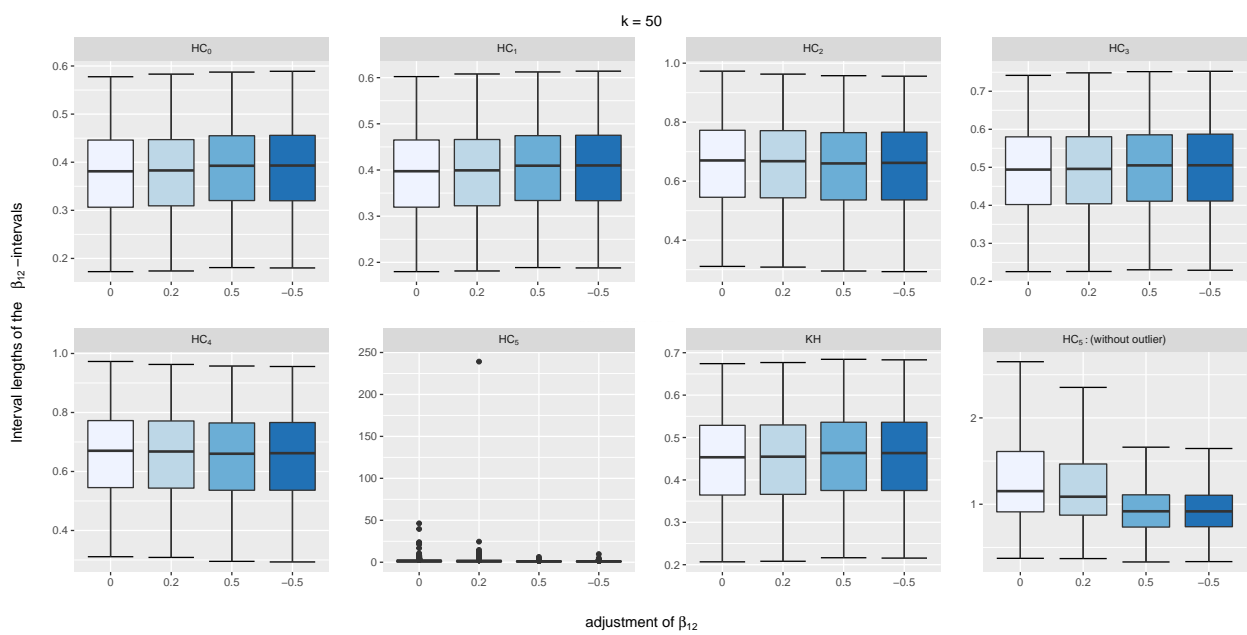 k = 50
HC₀ HC₁ HC₂ HC₃
0.6 0.6 1.0
0.7
0.5 0.5 0.8 0.6
0.4 0.4 0.5
0.6
0.3 0.3 0.4
0.4 0.3
0.2 0.2 0.2
0 0.2 0.5 −0.5 0 0.2 0.5 −0.5 0 0.2 0.5 −0.5 0 0.2 0.5 −0.5
Interval lengths of the β₁₂−intervals
HC₄ HC₅ KH HC₅ : (without outlier)
1.0 250 0.7
200 0.6 2
0.8 150 0.5
100 0.4
0.6 50 0.3 1
0.4 0 0.2
0 0.2 0.5 −0.5 0 0.2 0.5 −0.5 0 0.2 0.5 −0.5 0 0.2 0.5 −0.5
adjustment of β₁₂